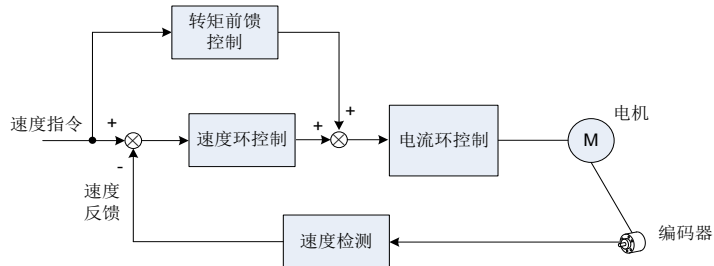 转矩前馈
控制
+
速度指令
+
速度环控制
+
电流环控制
电机
M
-
速度
反馈
速度检测
编码器